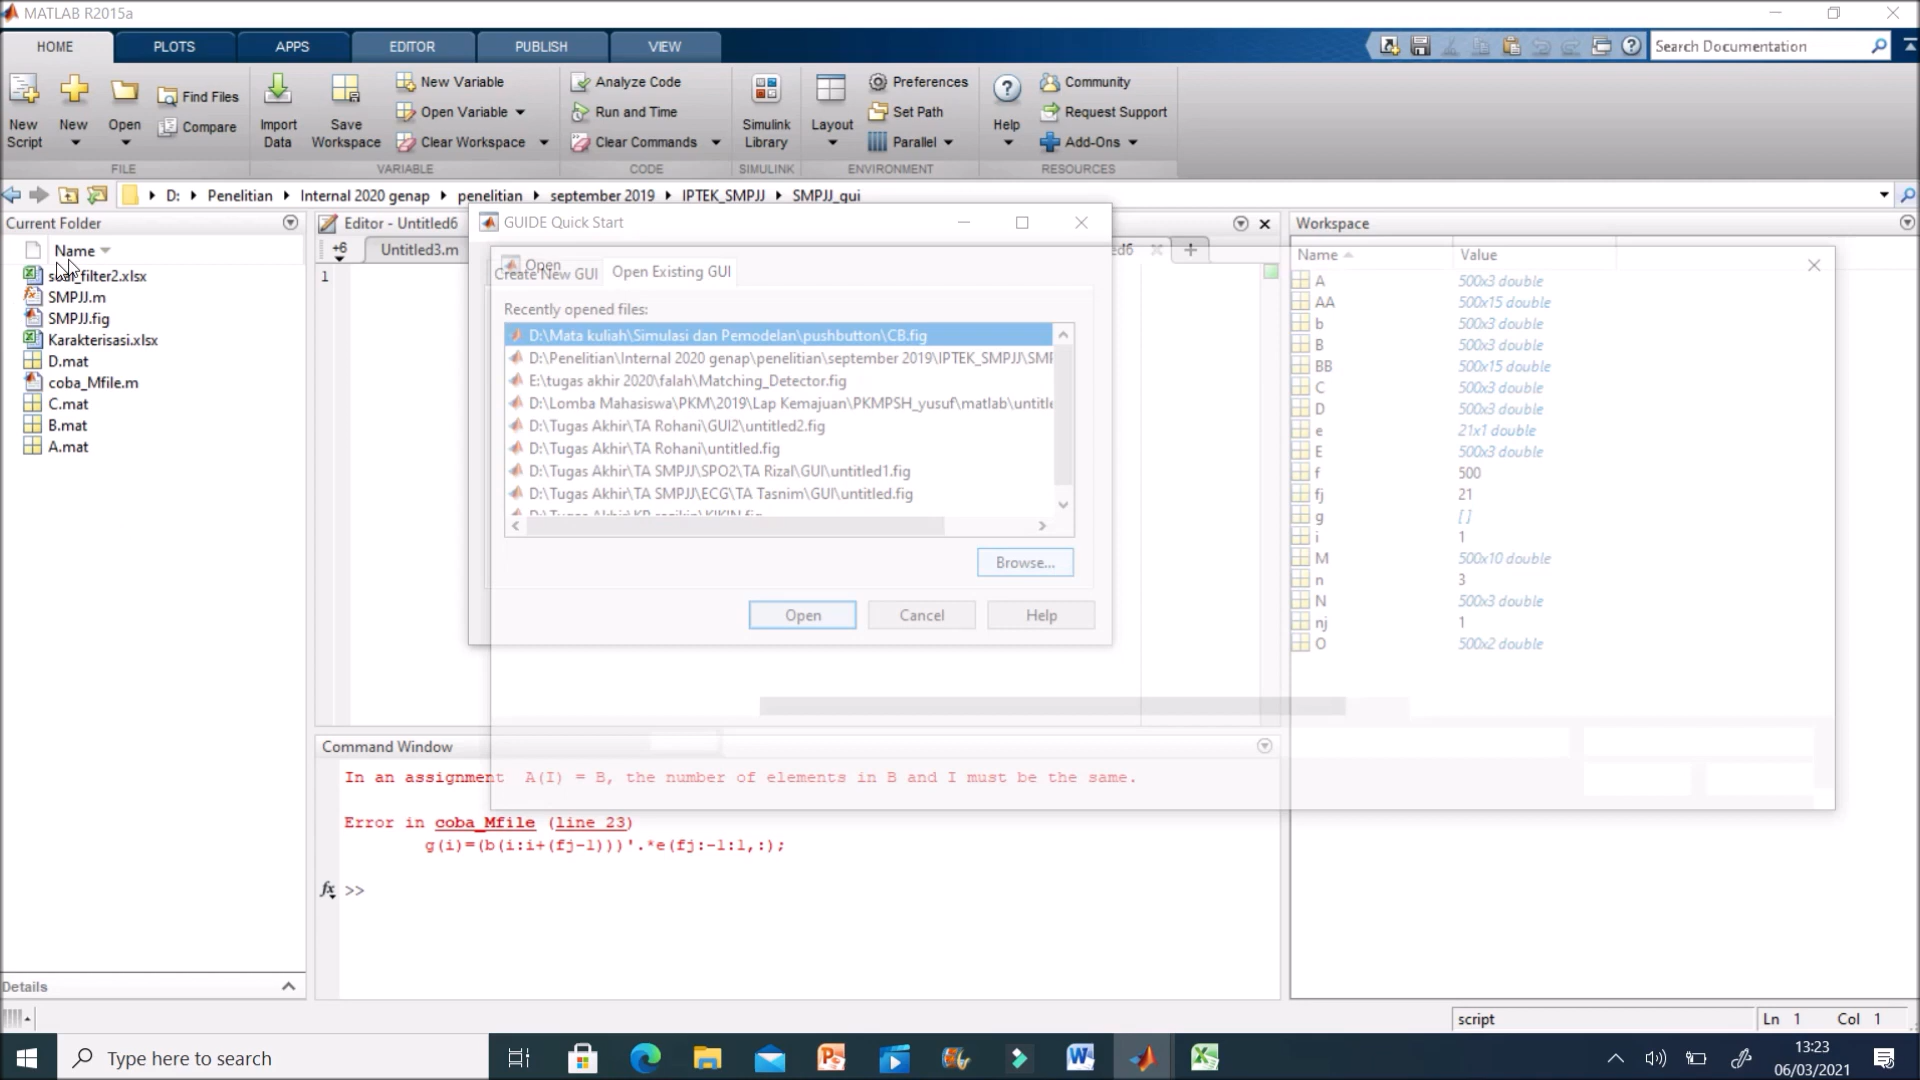 MATLAB R2015a
HOME PLOTS APPS EDITOR PUBLISH VIEW
Search Documentation
New Script
New
Open
Find Files
Compare
FILE
Import Data
Save Workspace
New Variable
Open Variable
Clear Workspace
VARIABLE
Analyze Code
Run and Time
Clear Commands
CODE
Simulink Library
SIMULINK
Layout
Preferences
Set Path
Parallel
ENVIRONMENT
Help
Community
Request Support
Add-Ons
RESOURCES
D: Penelitian Internal 2020 genap penelitian september 2019 IPTEK_SMPJJ SMPJJ_gui
Current Folder
Name
SMPJJ.m
SMPJJ.fig
Karakterisasi.xlsx
D.mat
coba_Mfile.m
C.mat
B.mat
A.mat
Details
Editor - Untitled6
+6 Untitled3.m
1
GUIDE Quick Start
Open
Create New GUI Open Existing GUI
Recently opened files:
D:\Mata kuliah\Simulasi dan Pemodelan\pushbutton\CB.fig
D:\Penelitian\Internal 2020 genap\penelitian\september 2019\IPTEK_SMPJJ\SMP
E:\tugas akhir 2020\falah\Matching_Detector.fig
D:\Lomba Mahasiswa\PKM\2019\Lap Kemajuan\PKMPSH_yusuf\matlab\untitle
D:\Tugas Akhir\TA Rohani\GUI2\untitled2.fig
D:\Tugas Akhir\TA Rohani\untitled.fig
D:\Tugas Akhir\TA SMPJJ\SPO2\TA Rizal\GUI\untitled1.fig
D:\Tugas Akhir\TA SMPJJ\ECG\TA Tasnim\GUI\untitled.fig
Browse...
Open Cancel Help
Command Window
In an assignment  A(I) = B, the number of elements in B and I must be the same.
Error in coba_Mfile (line 23)
g(i)=(b(i:i+(fj-1)))'.*e(fj:-1:1,:);
fx >>
Workspace
Name Value
A 500x3 double
AA 500x15 double
b 500x3 double
B 500x3 double
BB 500x15 double
C 500x3 double
D 500x3 double
e 21x1 double
E 500x3 double
f 500
fj 21
g []
i 1
M 500x10 double
n 3
N 500x3 double
nj 1
O 500x2 double
script Ln 1 Col 1
Type here to search
13:23
06/03/2021